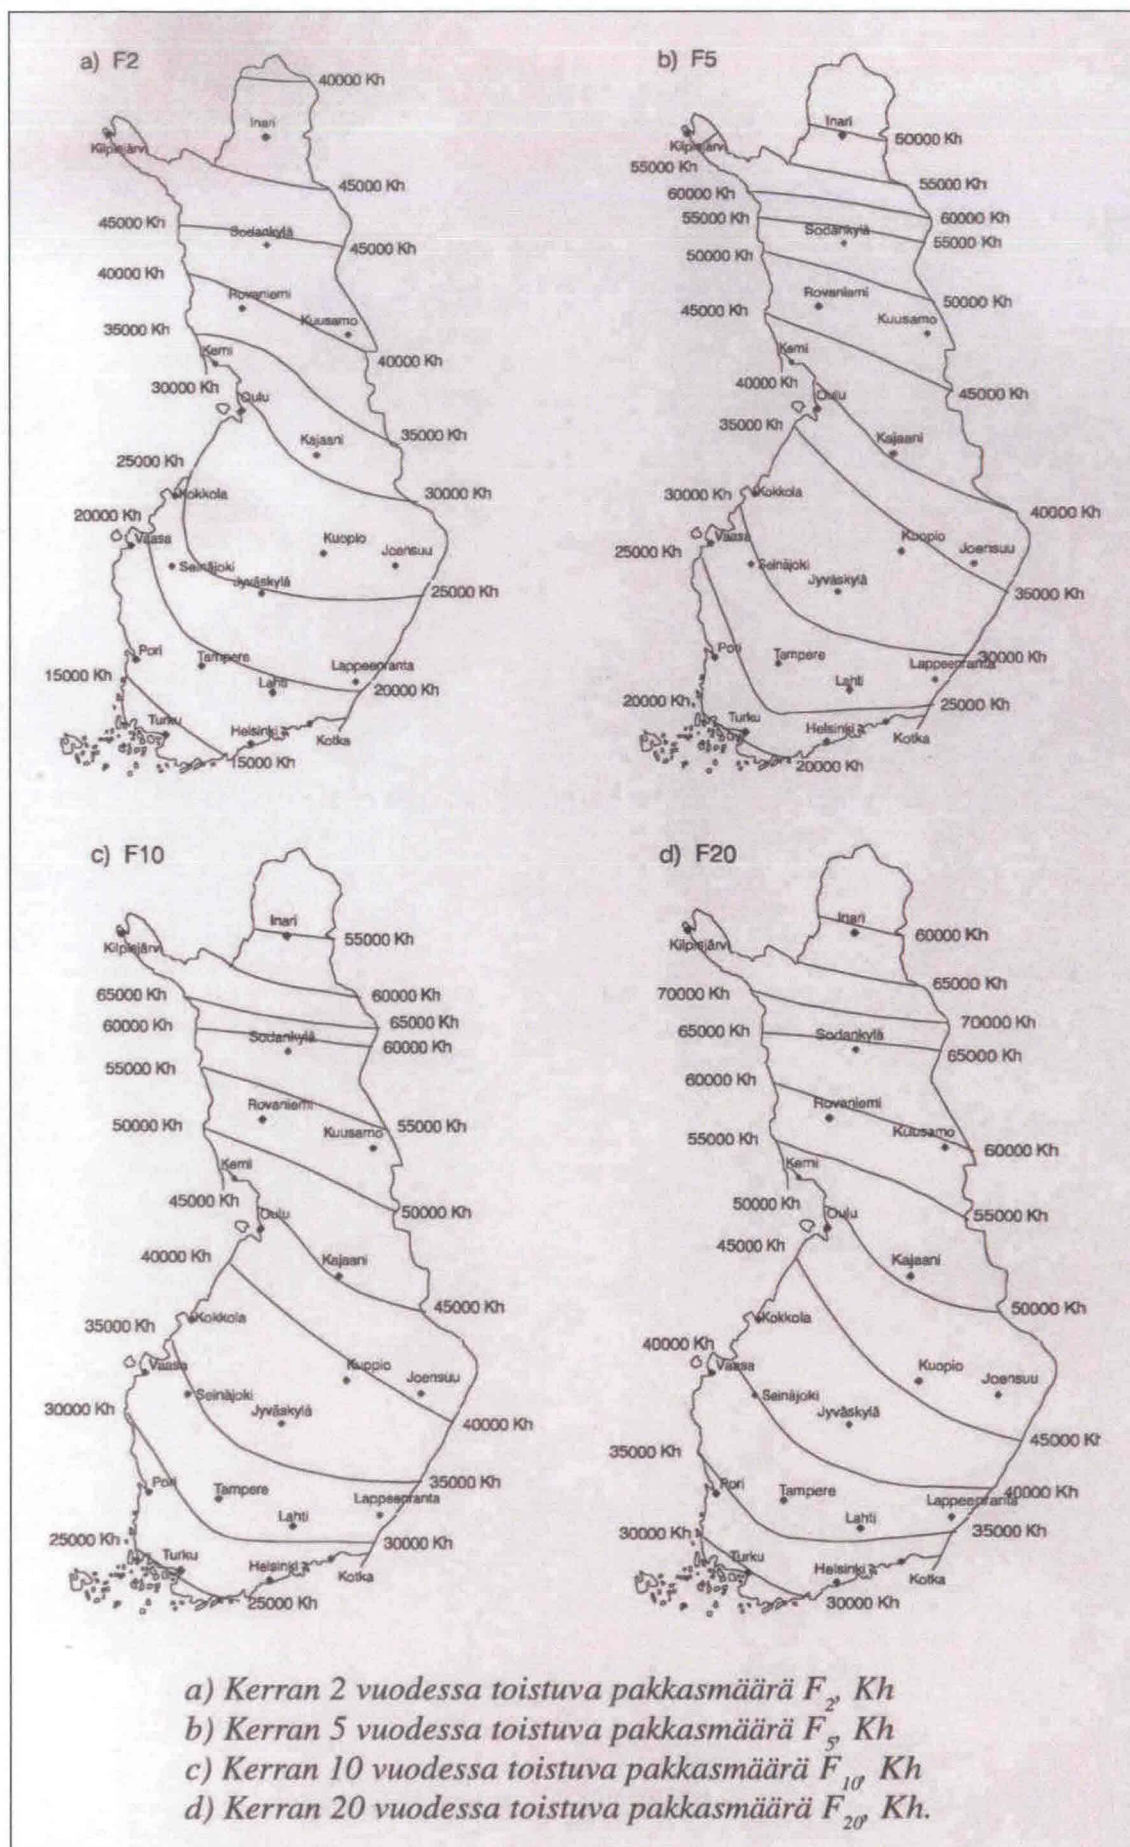 a) F2
40000 Kh
Inari
Kilpisjärvi
45000 Kh
45000 Kh
Sodankylä
45000 Kh
40000 Kh
Rovaniemi
Kuusamo
35000 Kh
40000 Kh
Kemi
30000 Kh
Oulu
35000 Kh
Kajaani
25000 Kh
Kokkola
30000 Kh
20000 Kh
Vaasa
Kuopio
Joensuu
Seinäjoki
Jyväskylä
25000 Kh
Pori
Tampere
Lappeenranta
15000 Kh
Lahti
20000 Kh
Turku
Helsinki
Kotka
15000 Kh
b) F5
Inari
50000 Kh
Kilpisjärvi
55000 Kh
55000 Kh
60000 Kh
60000 Kh
55000 Kh
Sodankylä
55000 Kh
50000 Kh
Rovaniemi
50000 Kh
45000 Kh
Kuusamo
Kemi
40000 Kh
45000 Kh
Oulu
35000 Kh
Kajaani
30000 Kh
Kokkola
40000 Kh
Vaasa
25000 Kh
Kuopio
Joensuu
Seinäjoki
Jyväskylä
35000 Kh
Pori
Tampere
30000 Kh
Lappeenranta
20000 Kh
Lahti
25000 Kh
Turku
Helsinki
Kotka
20000 Kh
c) F10
Inari
55000 Kh
Kilpisjärvi
65000 Kh
60000 Kh
60000 Kh
65000 Kh
Sodankylä
60000 Kh
55000 Kh
Rovaniemi
50000 Kh
Kuusamo
55000 Kh
Kemi
45000 Kh
50000 Kh
Oulu
40000 Kh
Kajaani
45000 Kh
35000 Kh
Kokkola
Vaasa
Kuppio
Joensuu
Seinäjoki
30000 Kh
Jyväskylä
40000 Kh
Pori
Tampere
35000 Kh
Lappeenranta
Lahti
25000 Kh
30000 Kh
Turku
Helsinki
Kotka
25000 Kh
d) F20
Inari
60000 Kh
Kilpisjärvi
65000 Kh
70000 Kh
70000 Kh
65000 Kh
Sodankylä
65000 Kh
60000 Kh
Rovaniemi
Kuusamo
55000 Kh
60000 Kh
Kemi
50000 Kh
Oulu
55000 Kh
45000 Kh
Kajaani
50000 Kh
Kokkola
40000 Kh
Vaasa
Kuopio
Joensuu
Seinäjoki
Jyväskylä
45000 Kh
35000 Kh
Pori
Tampere
40000 Kh
Lappeenranta
30000 Kh
Lahti
35000 Kh
Turku
Helsinki
Kotka
30000 Kh
a) Kerran 2 vuodessa toistuva pakkasmäärä F2, Kh
b) Kerran 5 vuodessa toistuva pakkasmäärä F5, Kh
c) Kerran 10 vuodessa toistuva pakkasmäärä F10, Kh
d) Kerran 20 vuodessa toistuva pakkasmäärä F20, Kh.